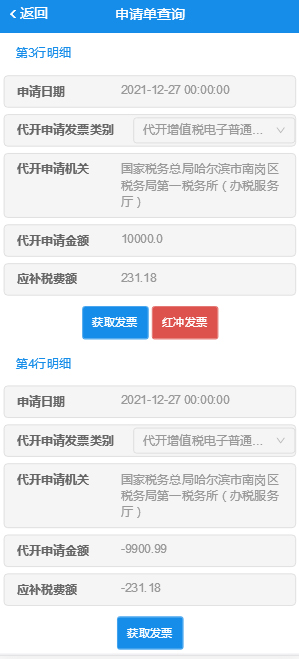 返回
申请单查询
第3行明细
申请日期 2021-12-27 00:00:00
代开申请发票类别 代开增值税电子普通...
代开申请机关 国家税务总局哈尔滨市南岗区
税务局第一税务所（办税服务
厅）
代开申请金额 10000.0
应补税费额 231.18
获取发票 红冲发票
第4行明细
申请日期 2021-12-27 00:00:00
代开申请发票类别 代开增值税电子普通...
代开申请机关 国家税务总局哈尔滨市南岗区
税务局第一税务所（办税服务
厅）
代开申请金额 -9900.99
应补税费额 -231.18
获取发票